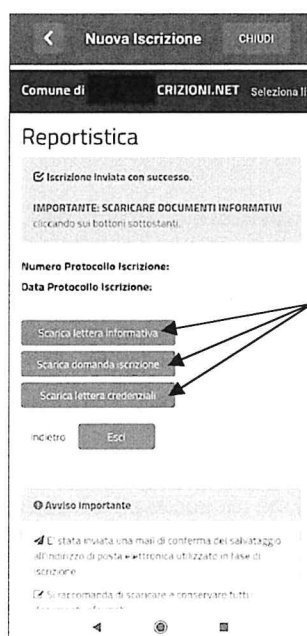 Nuova Iscrizione CHIUDI
Comune di CRIZIONI.NET Seleziona li
Reportistica
Iscrizione inviata con successo.
IMPORTANTE: SCARICARE DOCUMENTI INFORMATIVI
cliccando sui bottoni sottostanti.
Numero Protocollo Iscrizione:
Data Protocollo Iscrizione:
Scarica lettera informativa
Scarica domanda iscrizione
Scarica lettera credenziali
Indietro Esci
Avviso importante
E' stata inviata una mail di conferma del salvataggio
all'indirizzo di posta elettronica utilizzato in fase di
iscrizione
Si raccomanda di scaricare e conservare tutti